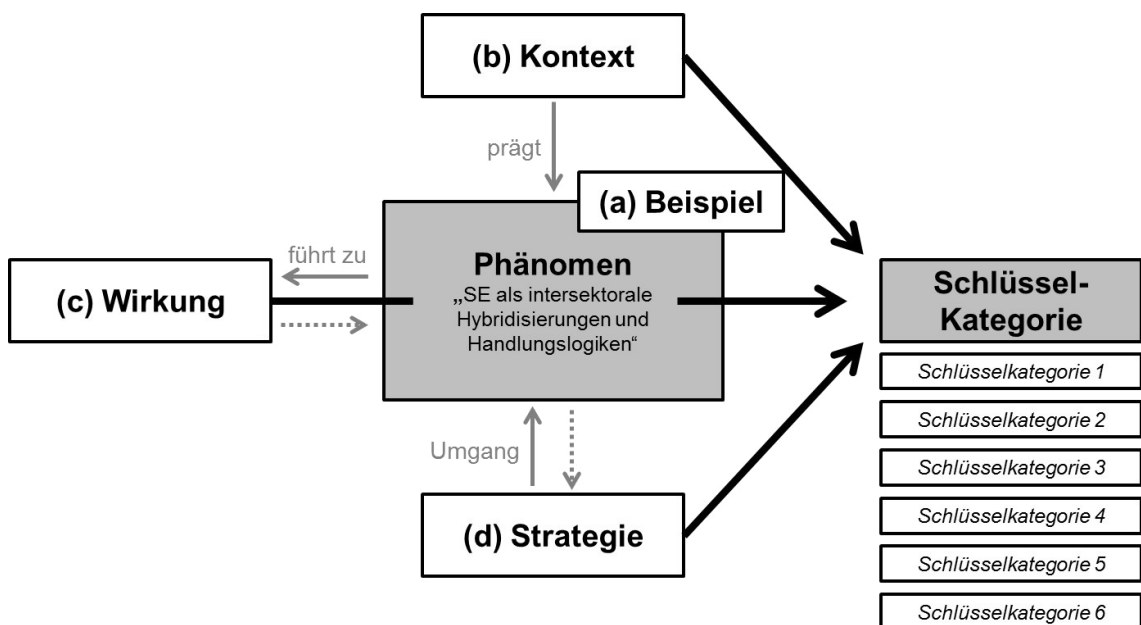 (b) Kontext
prägt
(a) Beispiel
führt zu
Phänomen
„SE als intersektorale
Hybridisierungen und
Handlungslogiken“
(c) Wirkung
Umgang
(d) Strategie
Schlüssel-
Kategorie
Schlüsselkategorie 1
Schlüsselkategorie 2
Schlüsselkategorie 3
Schlüsselkategorie 4
Schlüsselkategorie 5
Schlüsselkategorie 6